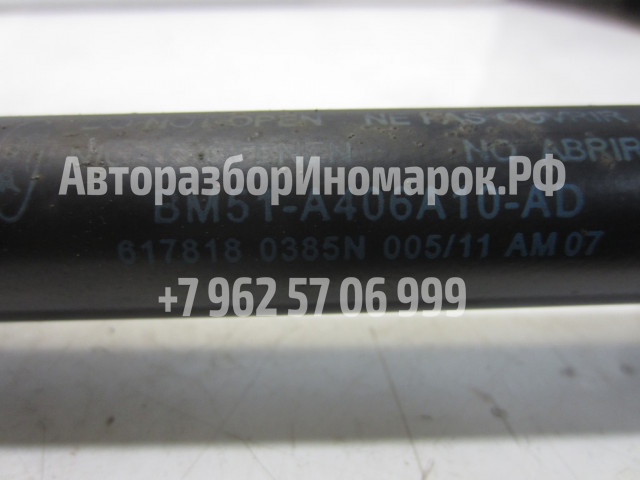 DO NOT OPEN NE PAS OUVRIR
NO ABRIR
АвторазборИномарок.РФ
BM51-A406A10-AD
617818 0385N 005/11 AM 07
+7 962 57 06 999